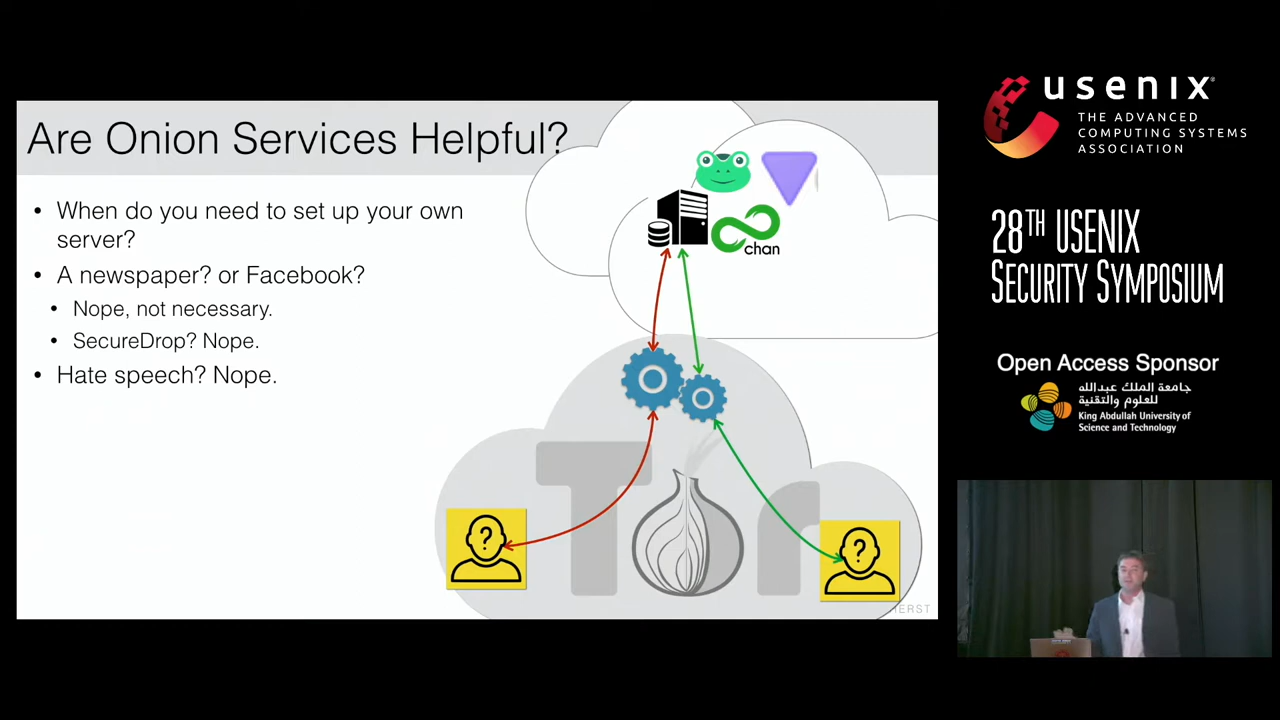 Are Onion Services Helpful?
• When do you need to set up your own
server?
• A newspaper? or Facebook?
• Nope, not necessary.
• SecureDrop? Nope.
• Hate speech? Nope.
chan
Tor
?
?
usenix
THE ADVANCED
COMPUTING SYSTEMS
ASSOCIATION
28TH USENIX
SECURITY SYMPOSIUM
Open Access Sponsor
جامعة الملك عبدالله
للعلوم والتقنية
King Abdullah University of
Science and Technology